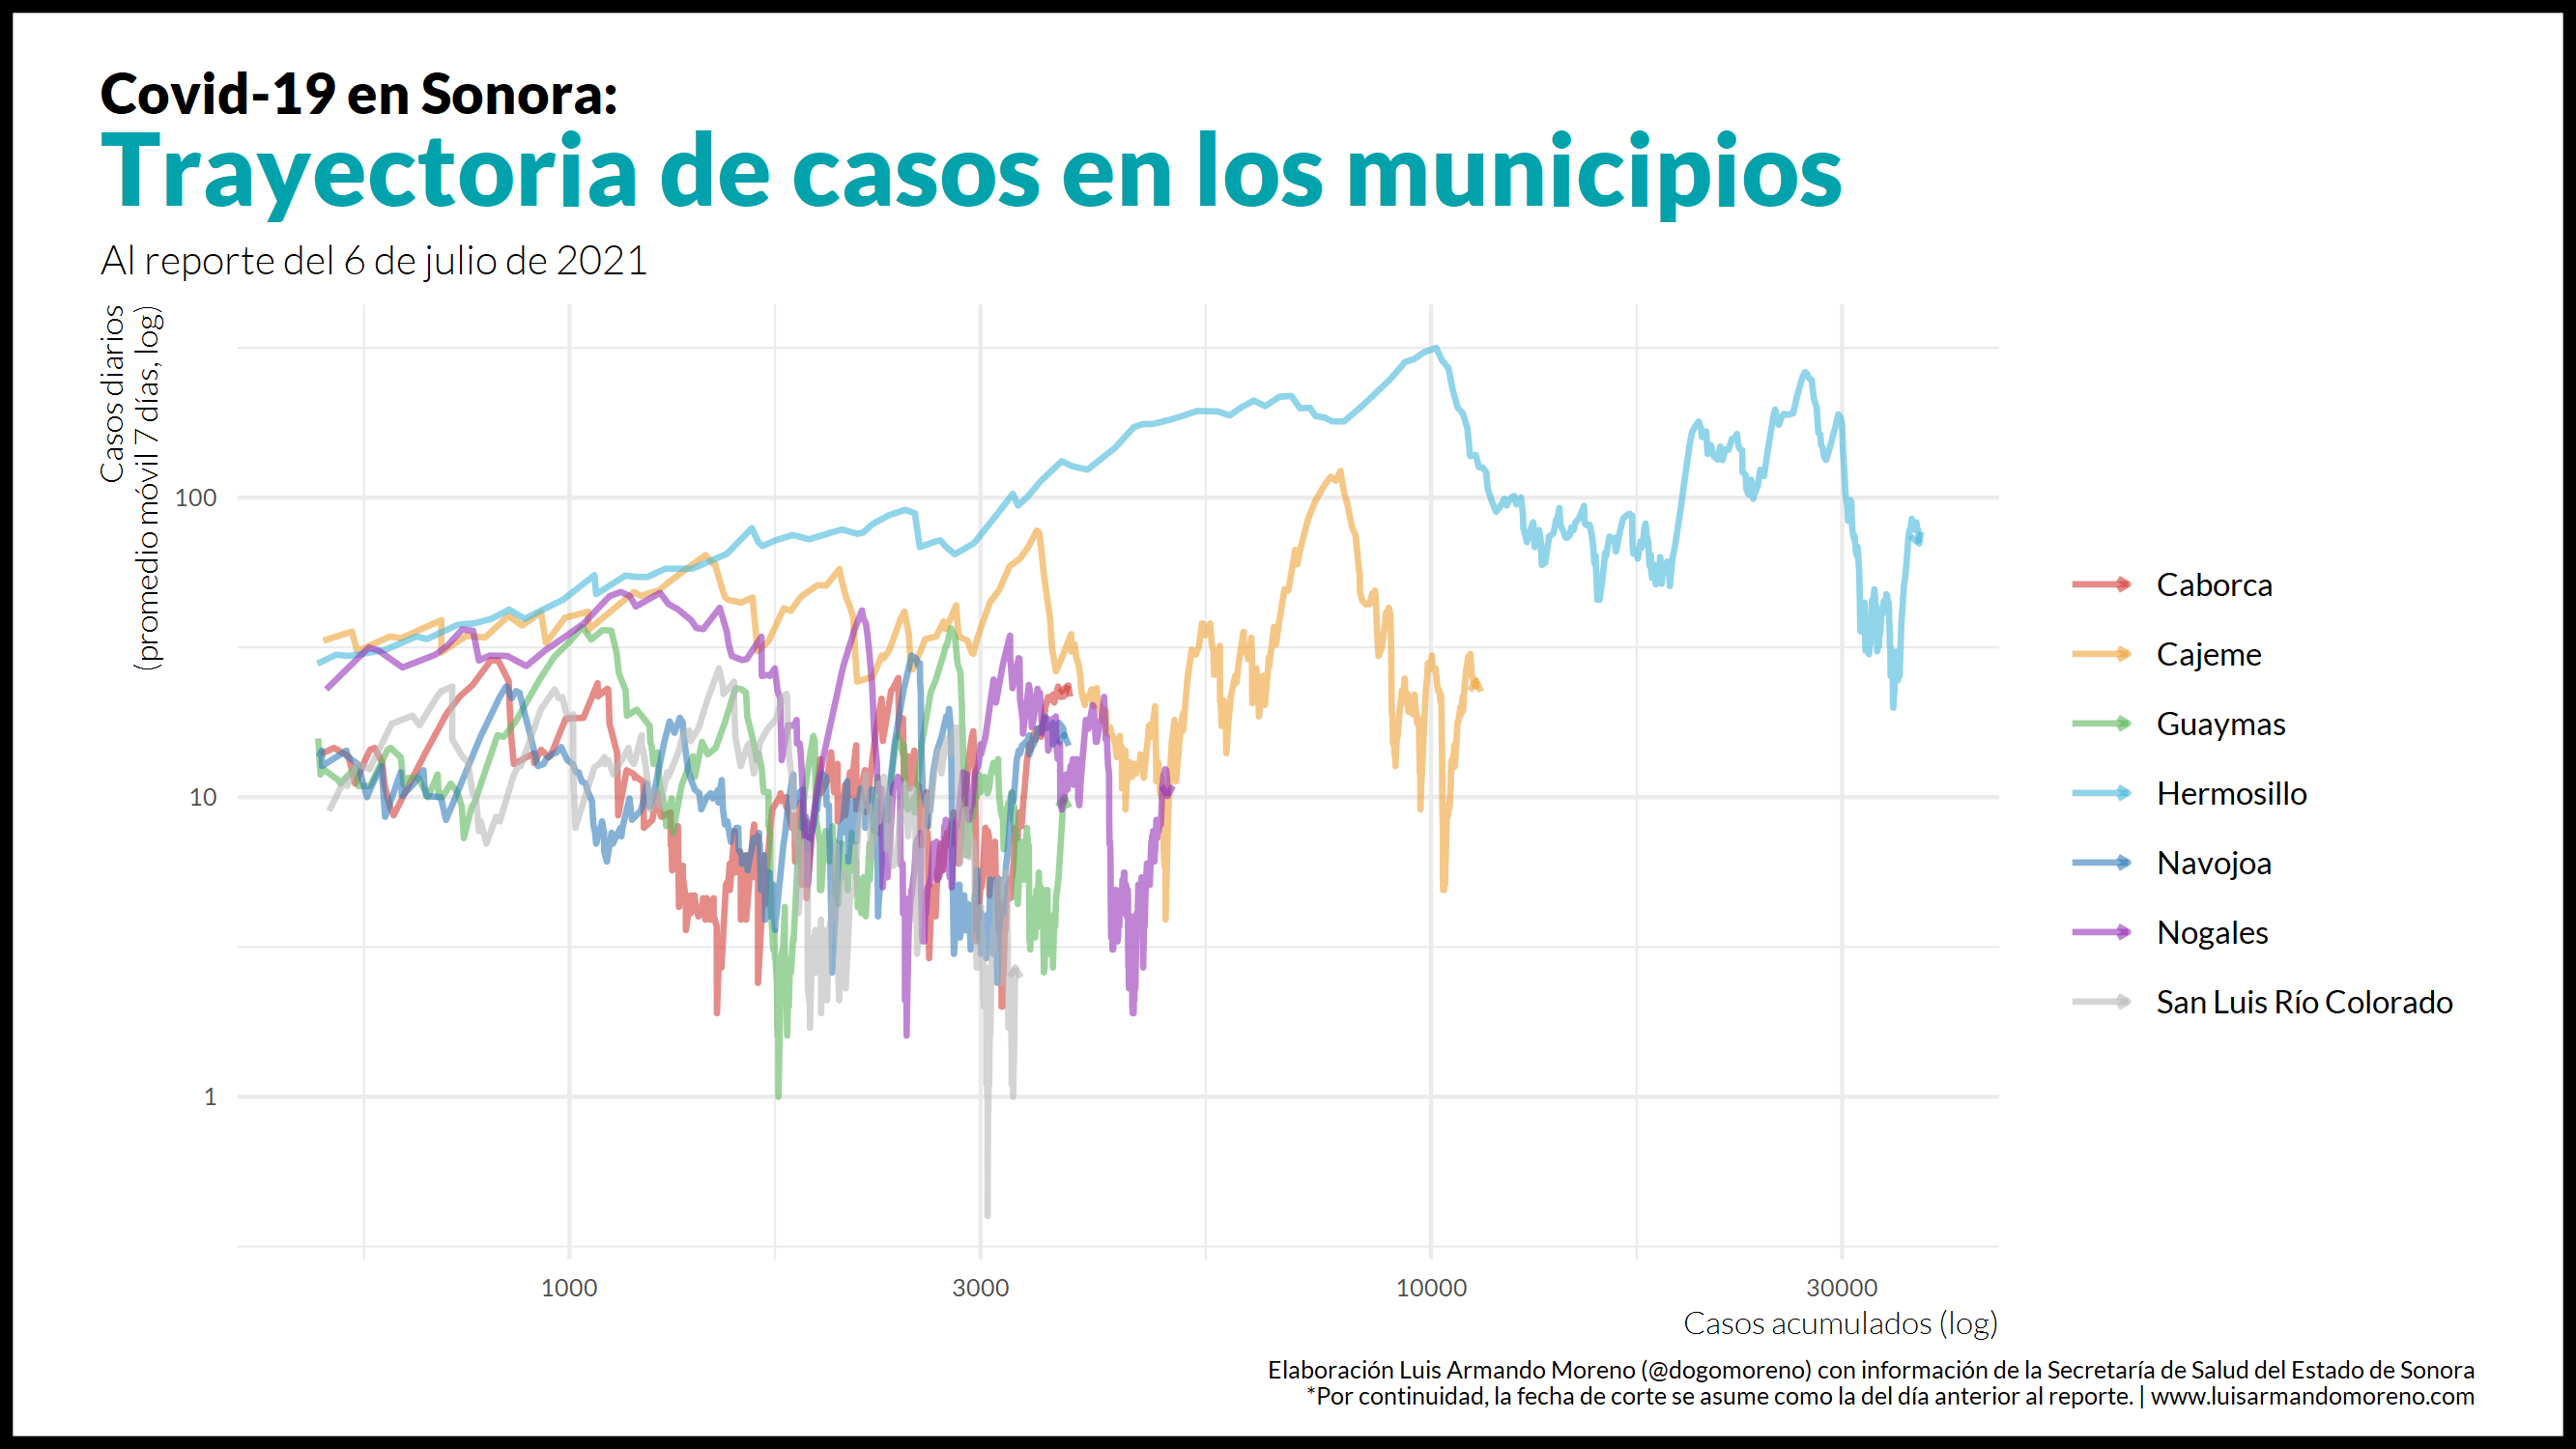 Covid-19 en Sonora:
Trayectoria de casos en los municipios
Al reporte del 6 de julio de 2021
Casos diarios
(promedio móvil 7 días, log)
100
10
1
1000
3000
10000
30000
Casos acumulados (log)
Caborca
Cajeme
Guaymas
Hermosillo
Navojoa
Nogales
San Luis Río Colorado
Elaboración Luis Armando Moreno (@dogomoreno) con información de la Secretaría de Salud del Estado de Sonora
*Por continuidad, la fecha de corte se asume como la del día anterior al reporte. | www.luisarmandomoreno.com